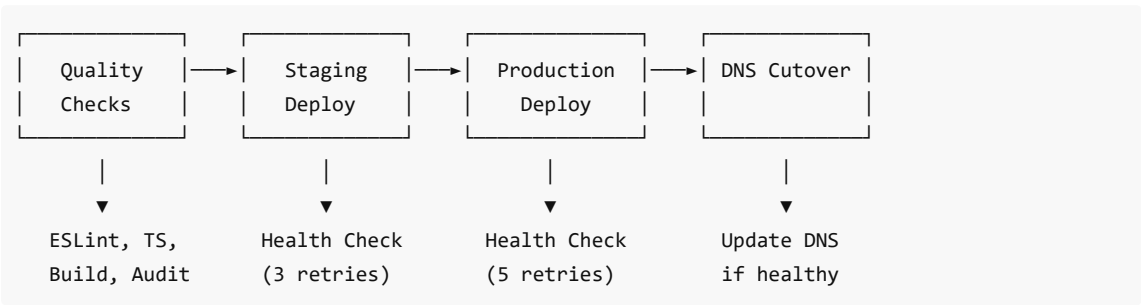 Quality Staging Production DNS Cutover
Checks Deploy Deploy
ESLint, TS, Health Check Health Check Update DNS
Build, Audit (3 retries) (5 retries) if healthy